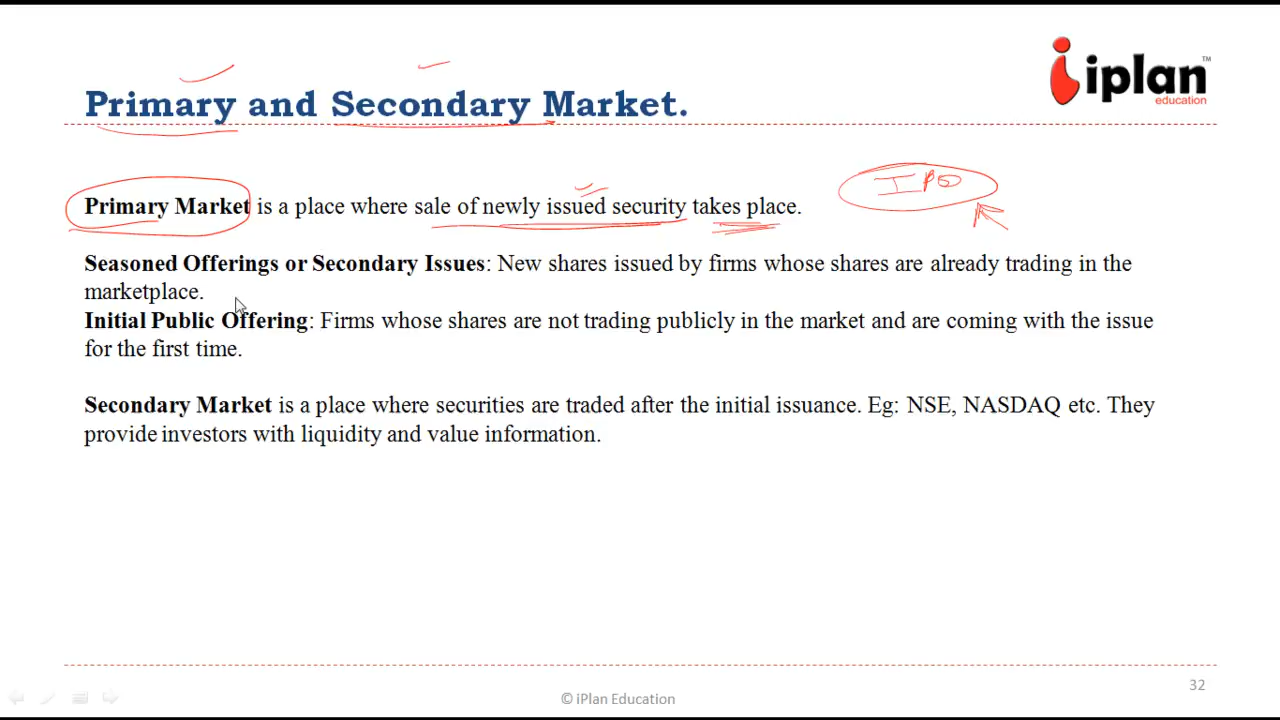 iplan™
education
Primary and Secondary Market.
IPO
Primary Market is a place where sale of newly issued security takes place.
Seasoned Offerings or Secondary Issues: New shares issued by firms whose shares are already trading in the
marketplace.
Initial Public Offering: Firms whose shares are not trading publicly in the market and are coming with the issue
for the first time.
Secondary Market is a place where securities are traded after the initial issuance. Eg: NSE, NASDAQ etc. They
provide investors with liquidity and value information.
© iPlan Education
32